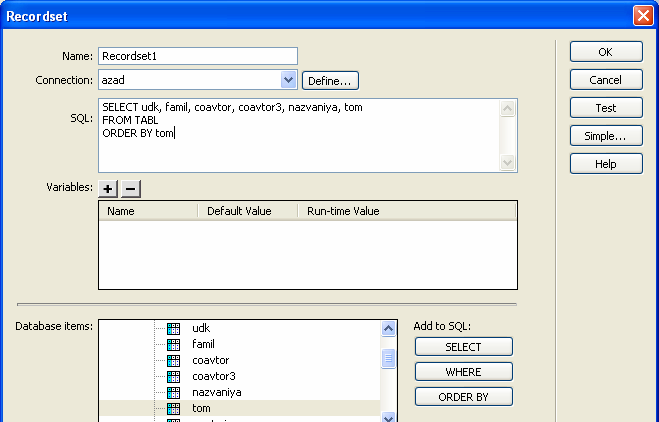 Recordset
Name: Recordset1 OK
Connection: azad Define... Cancel
SQL: SELECT udk, famil, coavtor, coavtor3, nazvaniya, tom
FROM TABL
ORDER BY tom
Test
Simple...
Help
Variables: + −
Name Default Value Run-time Value
Database items: udk
famil
coavtor
coavtor3
nazvaniya
tom
Add to SQL:
SELECT
WHERE
ORDER BY